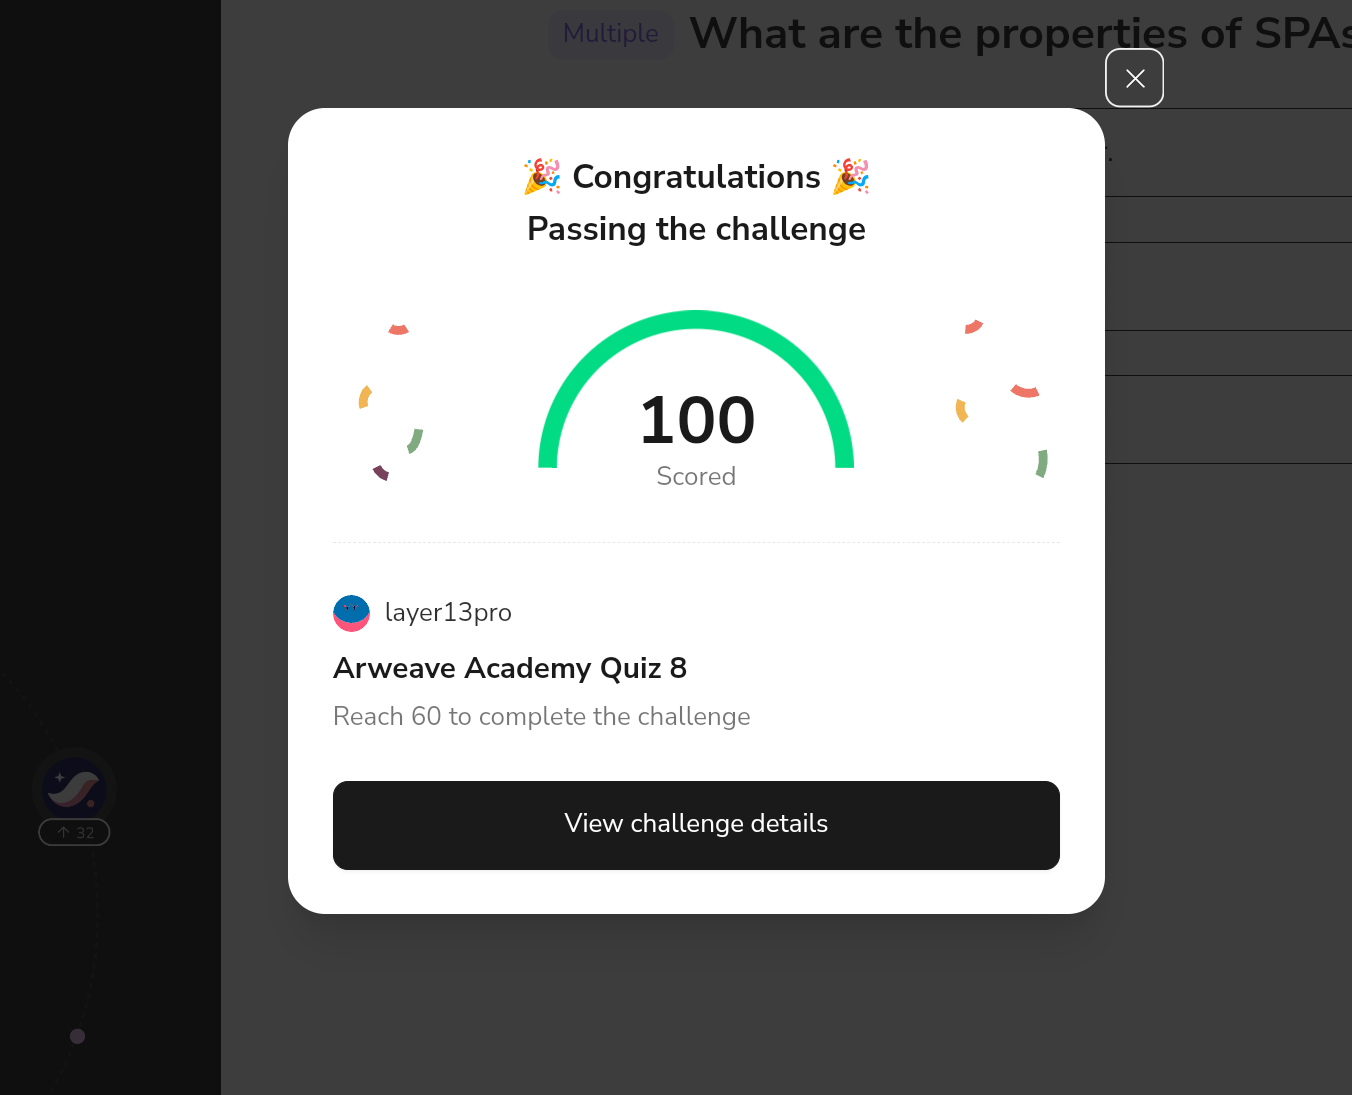 Multiple What are the properties of SPAs
🎉 Congratulations 🎉
Passing the challenge
100
Scored
layer13pro
Arweave Academy Quiz 8
Reach 60 to complete the challenge
View challenge details
↑ 32